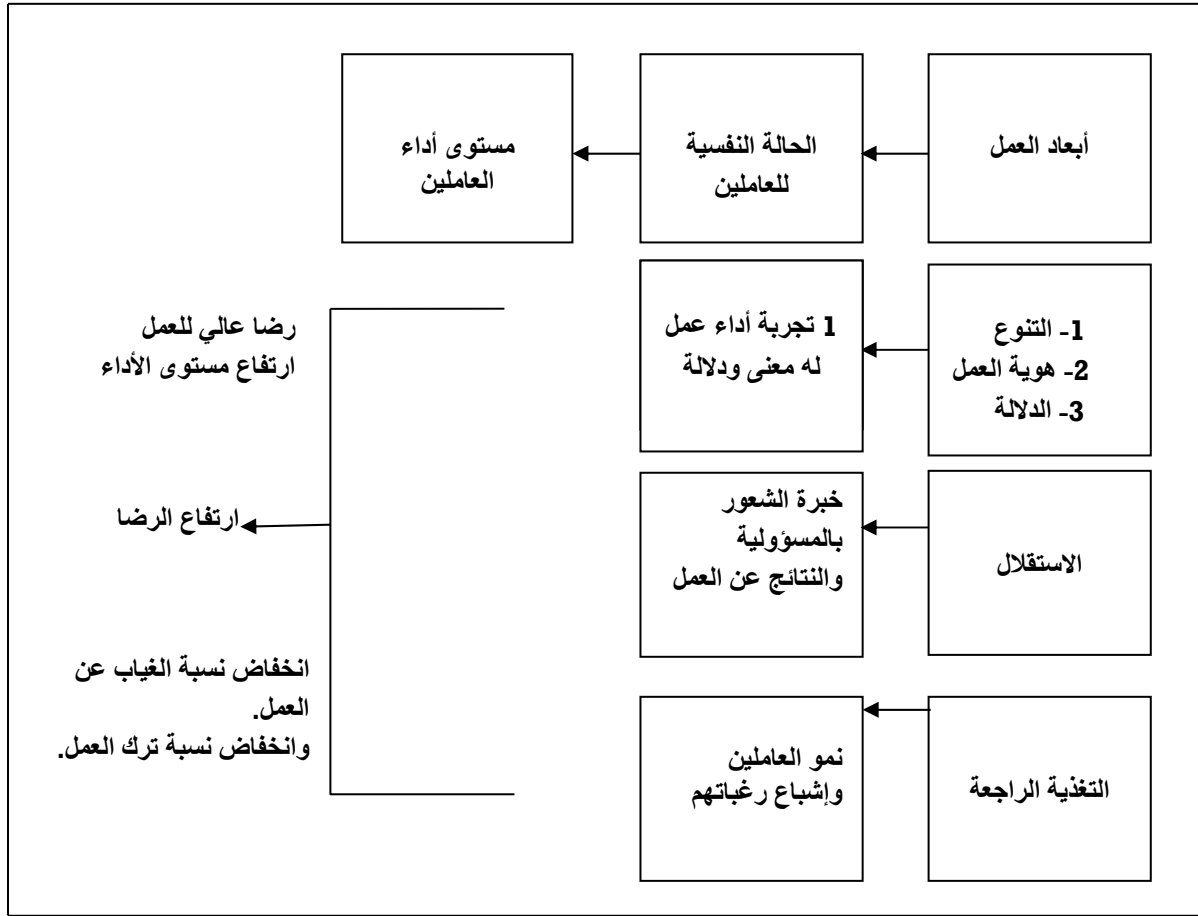 أبعاد العمل
الحالة النفسية
للعاملين
مستوى أداء
العاملين
1- التنوع
2- هوية العمل
3- الدلالة
1 تجربة أداء عمل
له معنى ودلالة
رضا عالي للعمل
ارتفاع مستوى الأداء
الاستقلال
خبرة الشعور
بالمسؤولية
والنتائج عن العمل
ارتفاع الرضا
التغذية الراجعة
نمو العاملين
وإشباع رغباتهم
انخفاض نسبة الغياب عن
العمل.
وانخفاض نسبة ترك العمل.